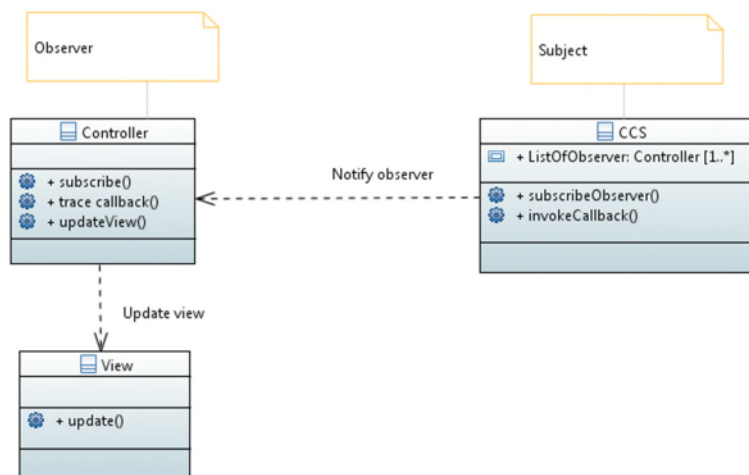 Observer
Subject
Controller
CCS
+ ListOfObserver: Controller [1..*]
+ subscribe()
+ trace callback()
+ updateView()
Notify observer
+ subscribeObserver()
+ invokeCallback()
Update view
View
+ update()